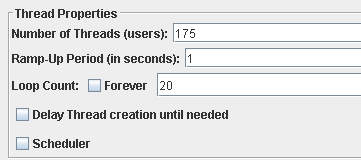 Thread Properties
Number of Threads (users): 175
Ramp-Up Period (in seconds): 1
Loop Count: Forever 20
Delay Thread creation until needed
Scheduler